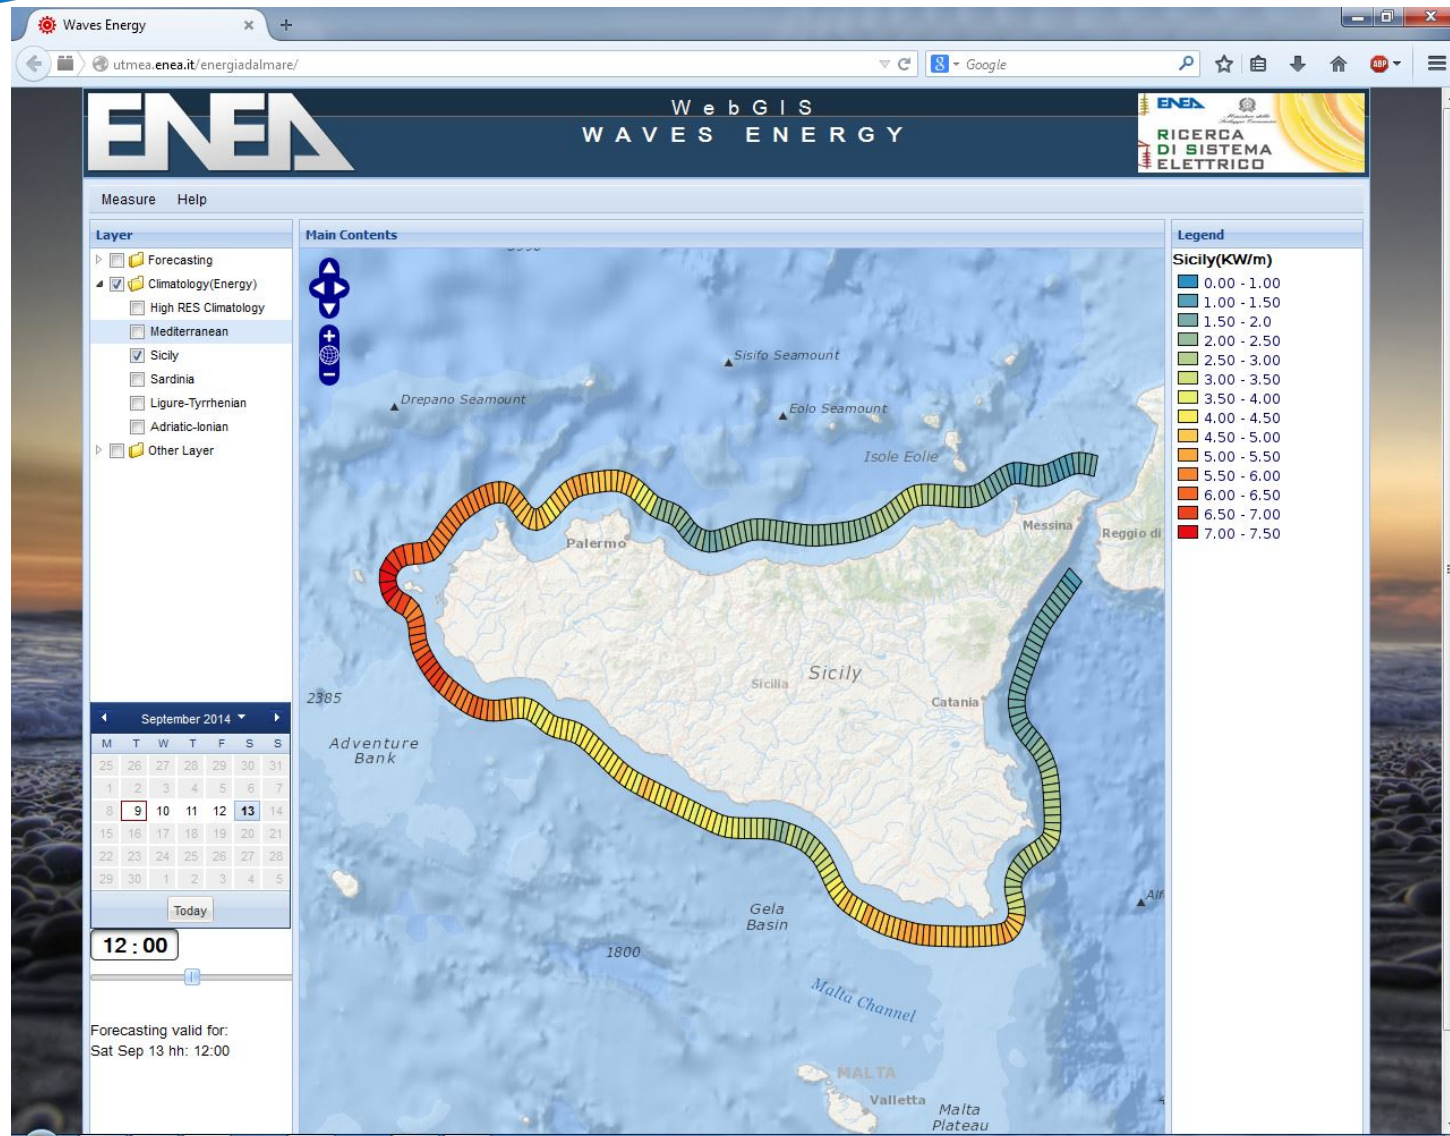 Waves Energy
utmea.enea.it/energiadalmare/
Google
ABP
ENEA
WebGIS
WAVES ENERGY
ENEA
RICERCA
DI SISTEMA
ELETTRICO
Measure Help
Layer
Forecasting
Climatology(Energy)
High RES Climatology
Mediterranean
Sicily
Sardinia
Ligure-Tyrrhenian
Adriatic-Ionian
Other Layer
September 2014
M T W T F S S
25 26 27 28 29 30 31
1 2 3 4 5 6 7
8 9 10 11 12 13 14
15 16 17 18 19 20 21
22 23 24 25 26 27 28
29 30 1 2 3 4 5
Today
12 : 00
Forecasting valid for:
Sat Sep 13 hh: 12:00
Main Contents
Sisifo Seamount
Drepano Seamount
Eolo Seamount
Isole Eolie
Messina
Reggio di
Palermo
Sicily
Sicilia
Catania
2385
Adventure
Bank
Gela
Basin
1800
Malta Channel
MALTA
Valletta
Malta
Plateau
Legend
Sicily(KW/m)
0.00 - 1.00
1.00 - 1.50
1.50 - 2.0
2.00 - 2.50
2.50 - 3.00
3.00 - 3.50
3.50 - 4.00
4.00 - 4.50
4.50 - 5.00
5.00 - 5.50
5.50 - 6.00
6.00 - 6.50
6.50 - 7.00
7.00 - 7.50